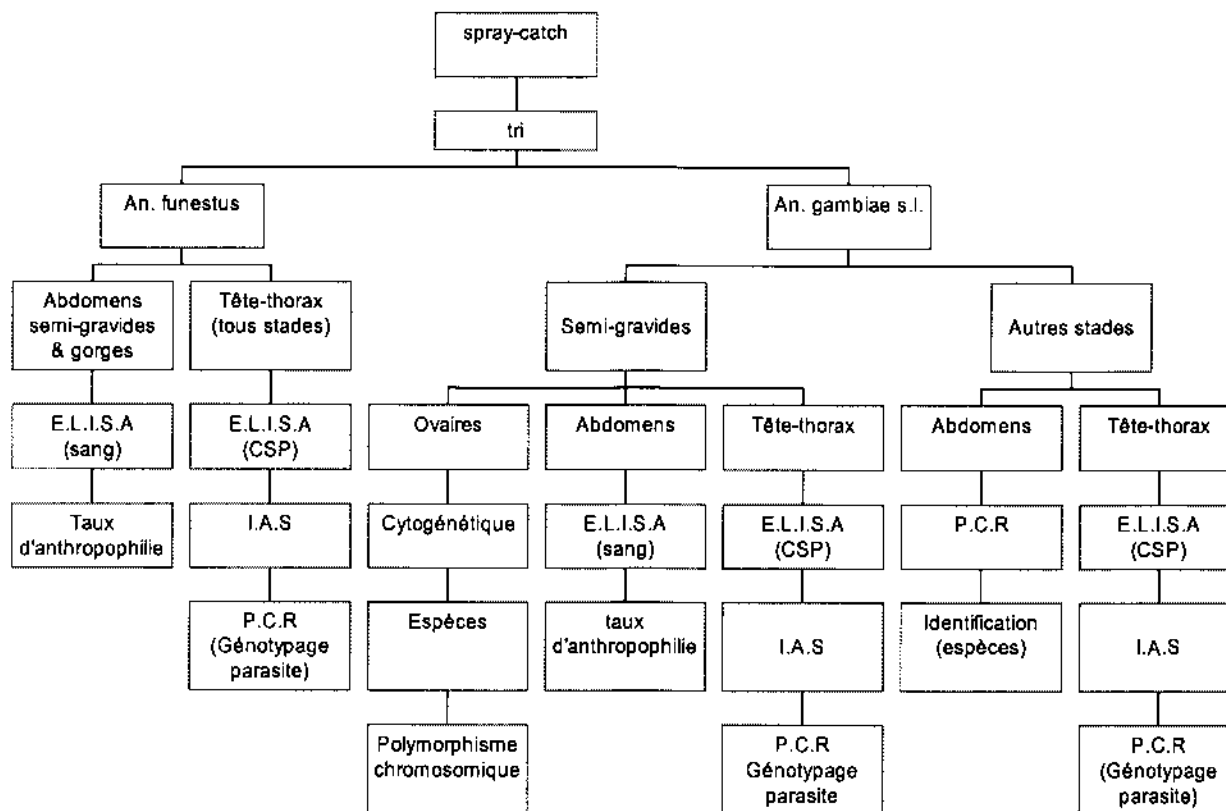 spray-catch
tri
An. funestus
An. gambiae s.l.
Abdomens
semi-gravides
& gorges
Tête-thorax
(tous stades)
Semi-gravides
Autres stades
E.L.I.S.A
(sang)
E.L.I.S.A
(CSP)
Ovaires
Abdomens
Tête-thorax
Abdomens
Tête-thorax
Taux
d'anthropophilie
I.A.S
Cytogénétique
E.L.I.S.A
(sang)
E.L.I.S.A
(CSP)
P.C.R
E.L.I.S.A
(CSP)
P.C.R
(Génotypage
parasite)
Espèces
taux
d'anthropophilie
I.A.S
Identification
(espèces)
I.A.S
Polymorphisme
chromosomique
P.C.R
Génotypage
parasite
P.C.R
(Génotypage
parasite)